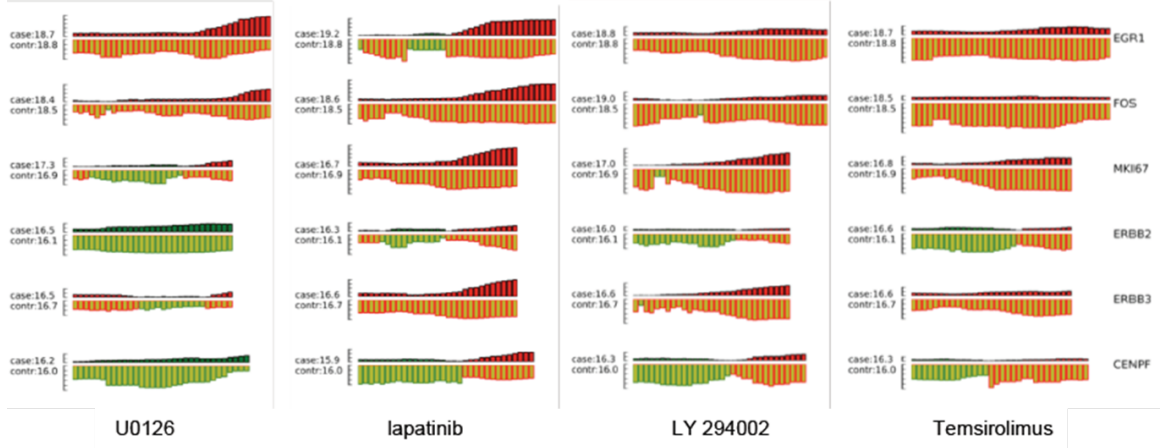 case:18.7
contr:18.8
case:19.2
contr:18.8
case:18.8
contr:18.8
case:18.7
contr:18.8
EGR1
case:18.4
contr:18.5
case:18.6
contr:18.5
case:19.0
contr:18.5
case:18.5
contr:18.5
FOS
case:17.3
contr:16.9
case:16.7
contr:16.9
case:17.0
contr:16.9
case:16.8
contr:16.9
MKI67
case:16.5
contr:16.1
case:16.3
contr:16.1
case:16.0
contr:16.1
case:16.6
contr:16.1
ERBB2
case:16.5
contr:16.7
case:16.6
contr:16.7
case:16.6
contr:16.7
case:16.6
contr:16.7
ERBB3
case:16.2
contr:16.0
case:15.9
contr:16.0
case:16.3
contr:16.0
case:16.3
contr:16.0
CENPF
U0126
lapatinib
LY 294002
Temsirolimus